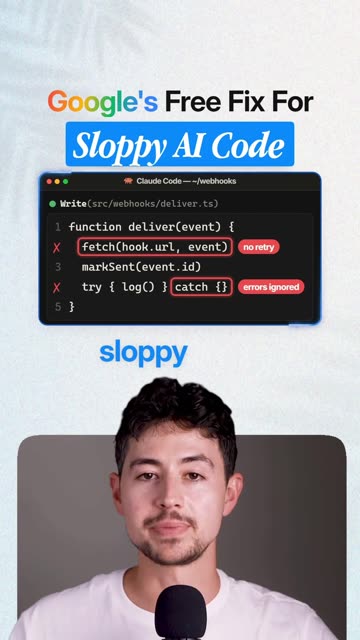 Google's Free Fix For
Sloppy AI Code
Claude Code — ~/webhooks
Write(src/webhooks/deliver.ts)
1 function deliver(event) {
✗ fetch(hook.url, event) no retry
3 markSent(event.id)
✗ try { log() } catch {} errors ignored
5 }
sloppy